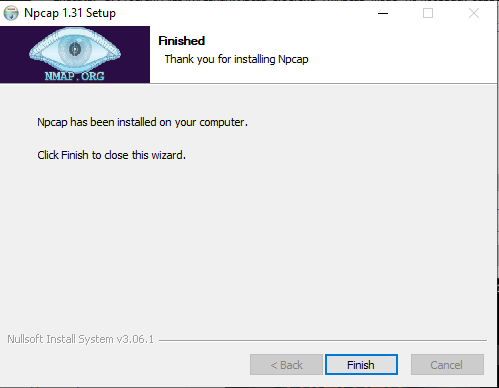 Npcap 1.31 Setup
Finished
Thank you for installing Npcap
NMAP.ORG
Npcap has been installed on your computer.
Click Finish to close this wizard.
Nullsoft Install System v3.06.1
< Back
Finish
Cancel